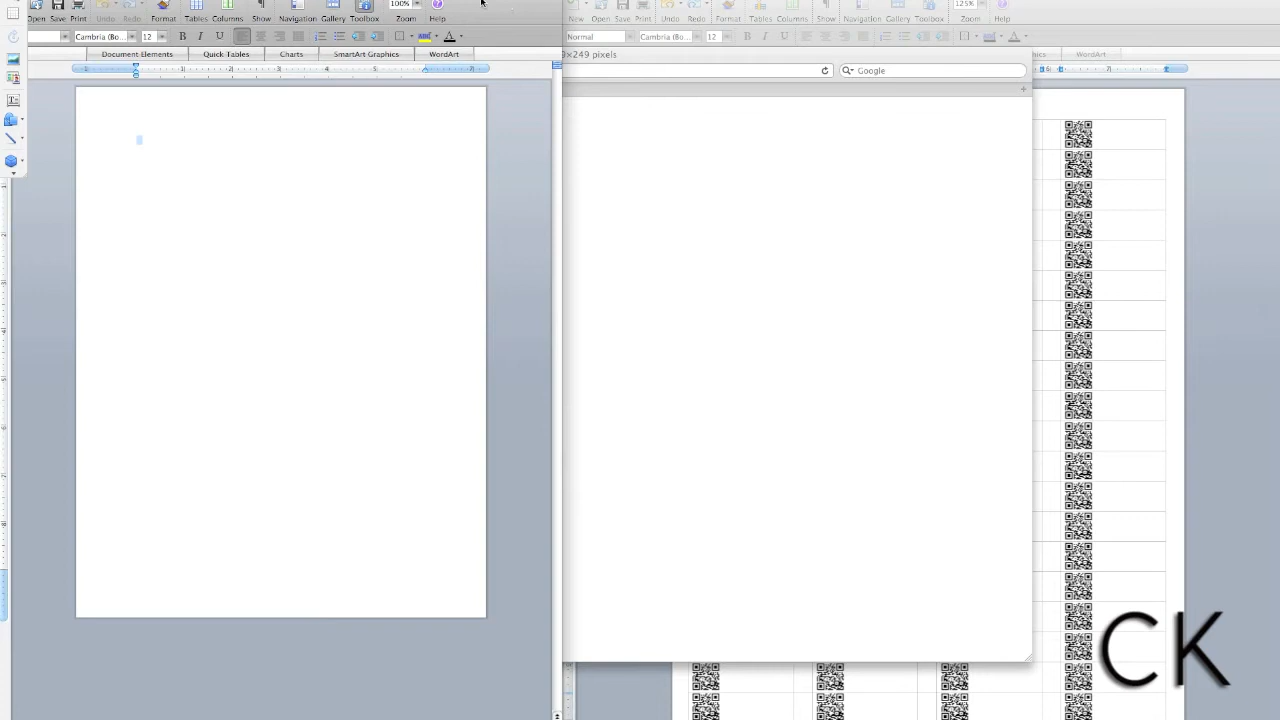 pen Save Print Undo Redo Format Tables Columns Show Navigation Gallery Toolbox Zoom Help
100%
New Open Save Print Undo Redo Format Tables Columns Show Navigation Gallery Toolbox Zoom Help
125%
Cambria (Bo... 12 B I U
Normal Cambria (Bo... 12 B I U
Document Elements Quick Tables Charts SmartArt Graphics WordArt
9×249 pixels
WordArt
Google
CK